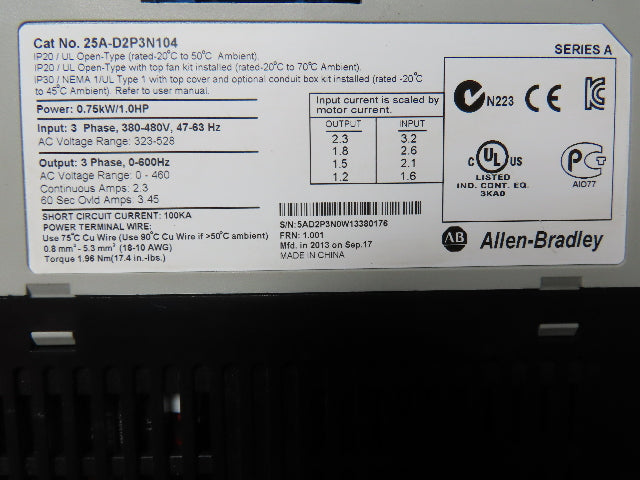 Cat No. 25A-D2P3N104
SERIES A
IP20 / UL Open-Type (rated-20°C to 50°C Ambient).
IP20 / UL Open-Type with top fan kit installed (rated-20°C to 70°C Ambient).
IP30 / NEMA 1/UL Type 1 with top cover and optional conduit box kit installed (rated -20°C
to 45°C Ambient). Refer to user manual.
Power: 0.75kW/1.0HP
Input: 3 Phase, 380-480V, 47-63 Hz
AC Voltage Range: 323-528
Output: 3 Phase, 0-600Hz
AC Voltage Range: 0 - 460
Continuous Amps: 2.3
60 Sec Ovld Amps: 3.45
SHORT CIRCUIT CURRENT: 100KA
POWER TERMINAL WIRE:
Use 75°C Cu Wire (Use 90°C Cu Wire if >50°C ambient)
0.8 mm² - 5.3 mm² (18-10 AWG)
Torque 1.96 Nm(17.4 in.-lbs.)
Input current is scaled by
motor current.
OUTPUT INPUT
2.3 3.2
1.8 2.6
1.5 2.1
1.2 1.6
S/N:5AD2P3N0W13380176
FRN: 1.001
Mfd. in 2013 on Sep.17
MADE IN CHINA
N223
CE
C UL US
LISTED
IND. CONT. EQ.
3KA0
AIO77
AB Allen-Bradley